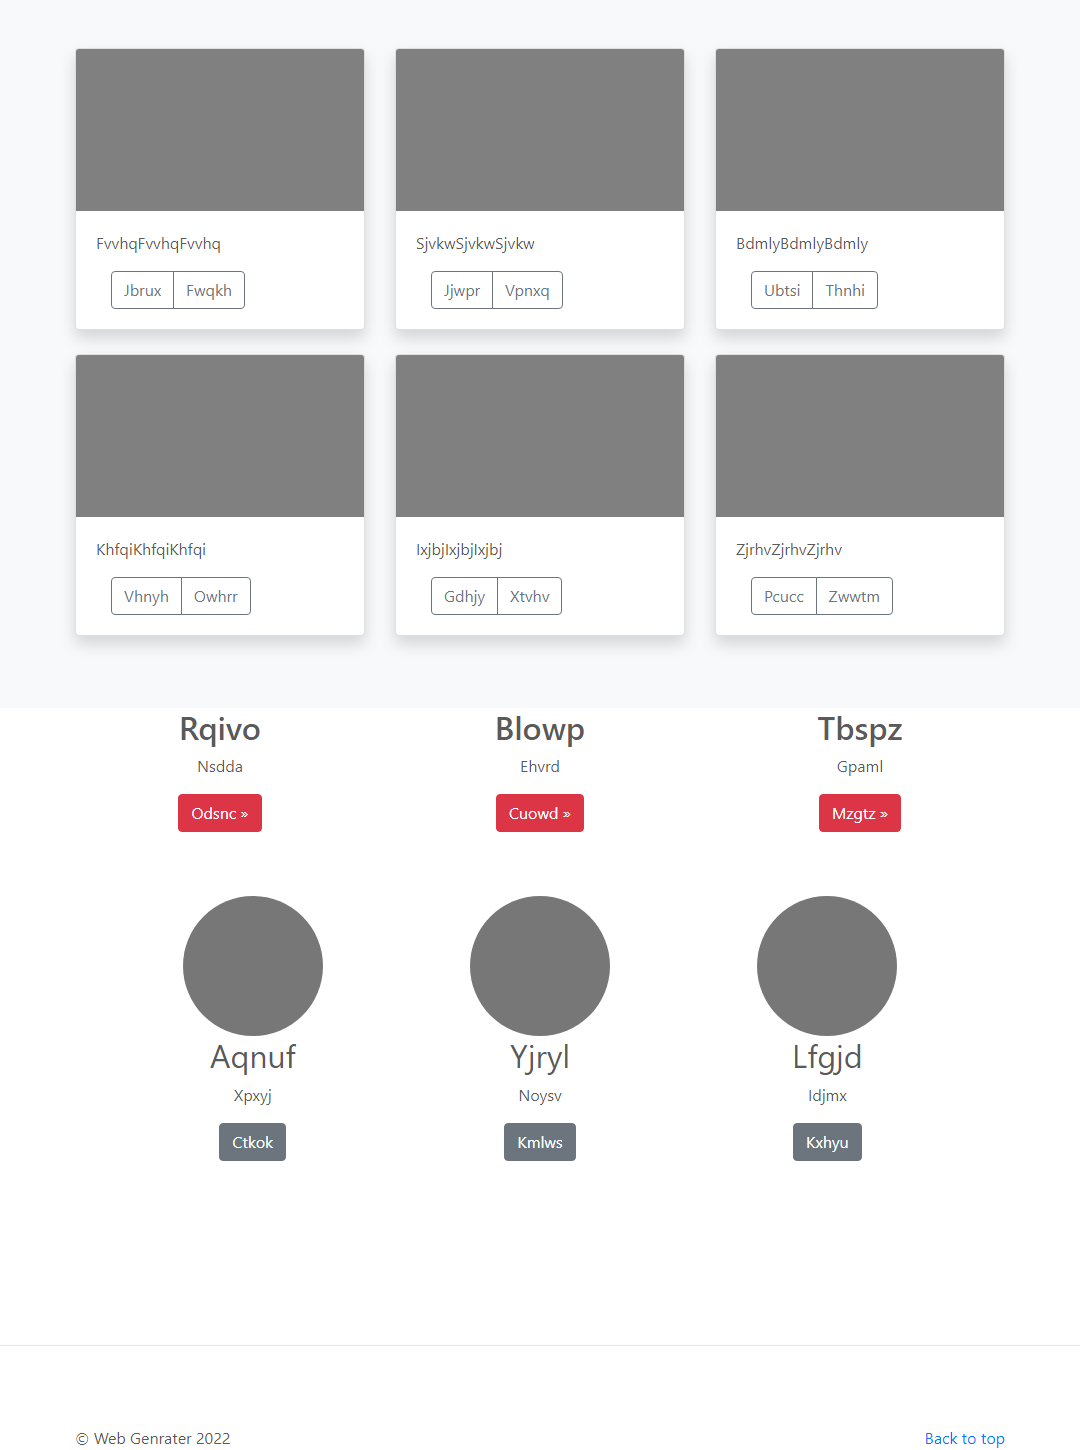 FvvhqFvvhqFvvhq
Jbrux Fwqkh
SjvkwSjvkwSjvkw
Jjwpr Vpnxq
BdmlyBdmlyBdmly
Ubtsi Thnhi
KhfqiKhfqiKhfqi
Vhnyh Owhrr
IxjbjIxjbjIxjbj
Gdhjy Xtvhv
ZjrhvZjrhvZjrhv
Pcucc Zwwtm
Rqivo
Nsdda
Odsnc »
Blowp
Ehvrd
Cuowd »
Tbspz
Gpaml
Mzgtz »
Aqnuf
Xpxyj
Ctkok
Yjryl
Noysv
Kmlws
Lfgjd
Idjmx
Kxhyu
© Web Genrater 2022
Back to top